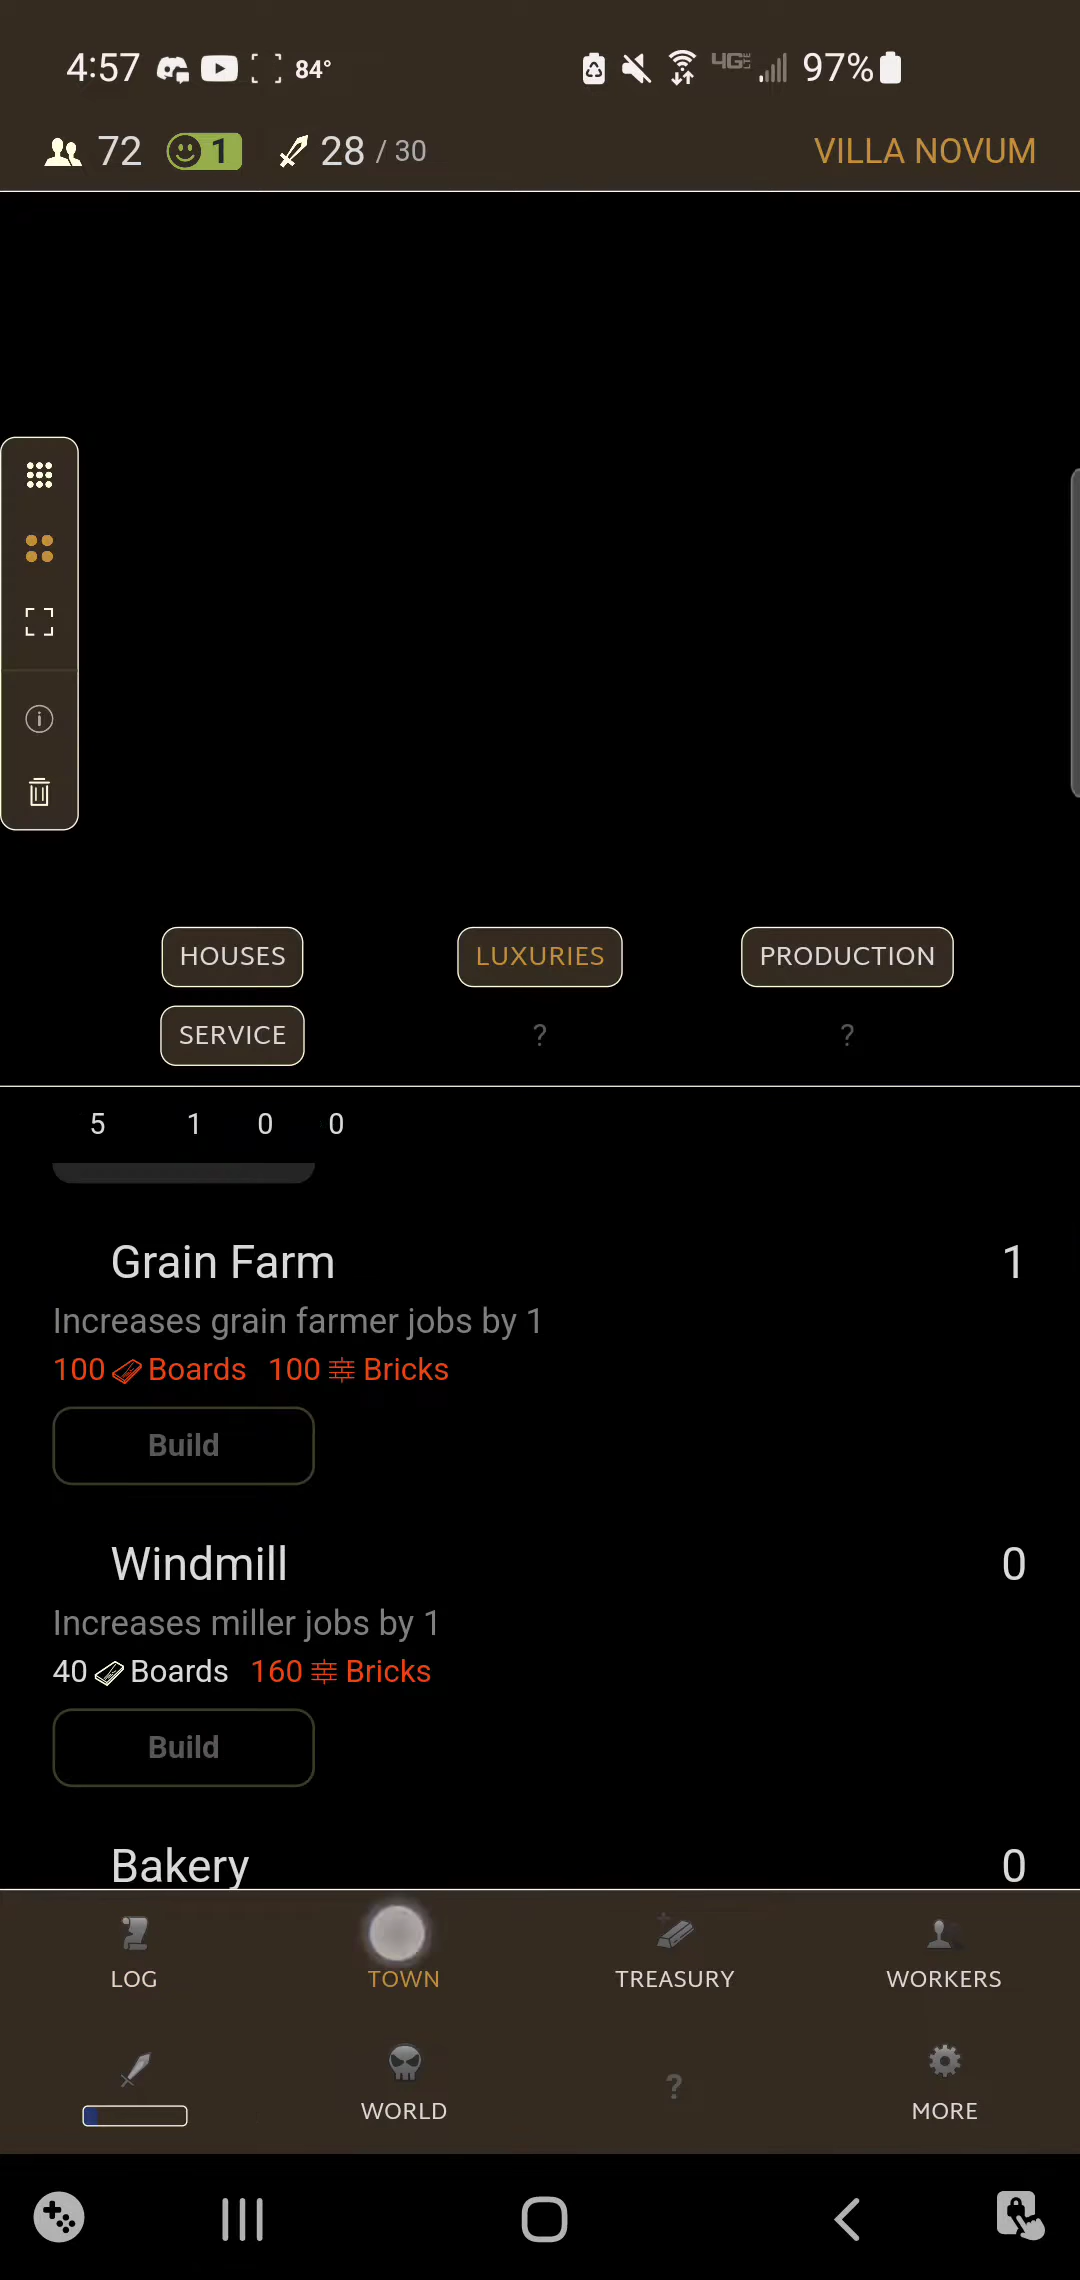 4:57 84° 4G LTE 97%
72 1 28 / 30 VILLA NOVUM
HOUSES LUXURIES PRODUCTION
SERVICE ? ?
5 1 0 0
Grain Farm 1
Increases grain farmer jobs by 1
100 Boards 100 Bricks
Build
Windmill 0
Increases miller jobs by 1
40 Boards 160 Bricks
Build
Bakery 0
LOG TOWN TREASURY WORKERS
WORLD ? MORE